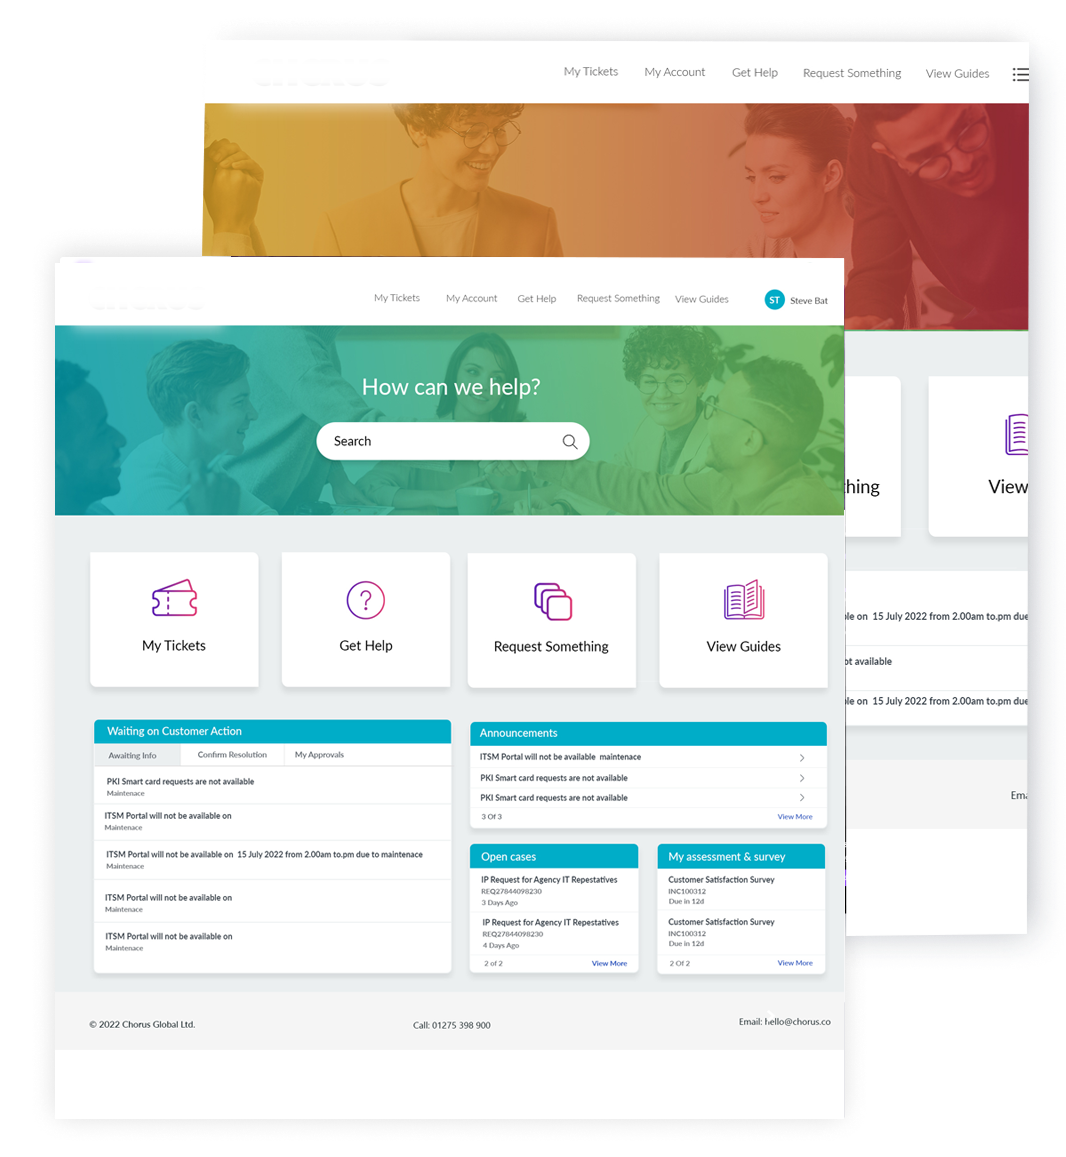 My Tickets
My Account
Get Help
Request Something
View Guides
My Tickets
My Account
Get Help
Request Something
View Guides
ST
Steve Bat
How can we help?
Search
hing
View
My Tickets
Get Help
Request Something
View Guides
le on 15 July 2022 from 2.00am to.pm due
ot available
le on 15 July 2022 from 2.00am to.pm due
Waiting on Customer Action
Awaiting Info
Confirm Resolution
My Approvals
PKI Smart card requests are not available
Maintenace
ITSM Portal will not be available on
Maintenace
ITSM Portal will not be available on 15 July 2022 from 2.00am to.pm due to maintenace
Maintenace
ITSM Portal will not be available on
Maintenace
ITSM Portal will not be available on
Maintenace
Announcements
ITSM Portal will not be available maintenace
PKI Smart card requests are not available
PKI Smart card requests are not available
3 Of 3
View More
Open cases
IP Request for Agency IT Repestatives
REQ27844098230
3 Days Ago
IP Request for Agency IT Repestatives
REQ27844098230
4 Days Ago
2 of 2
View More
My assessment & survey
Customer Satisfaction Survey
INC100312
Due in 12d
Customer Satisfaction Survey
INC100312
Due in 12d
2 Of 2
View More
Ema
© 2022 Chorus Global Ltd.
Call: 01275 398 900
Email: hello@chorus.co